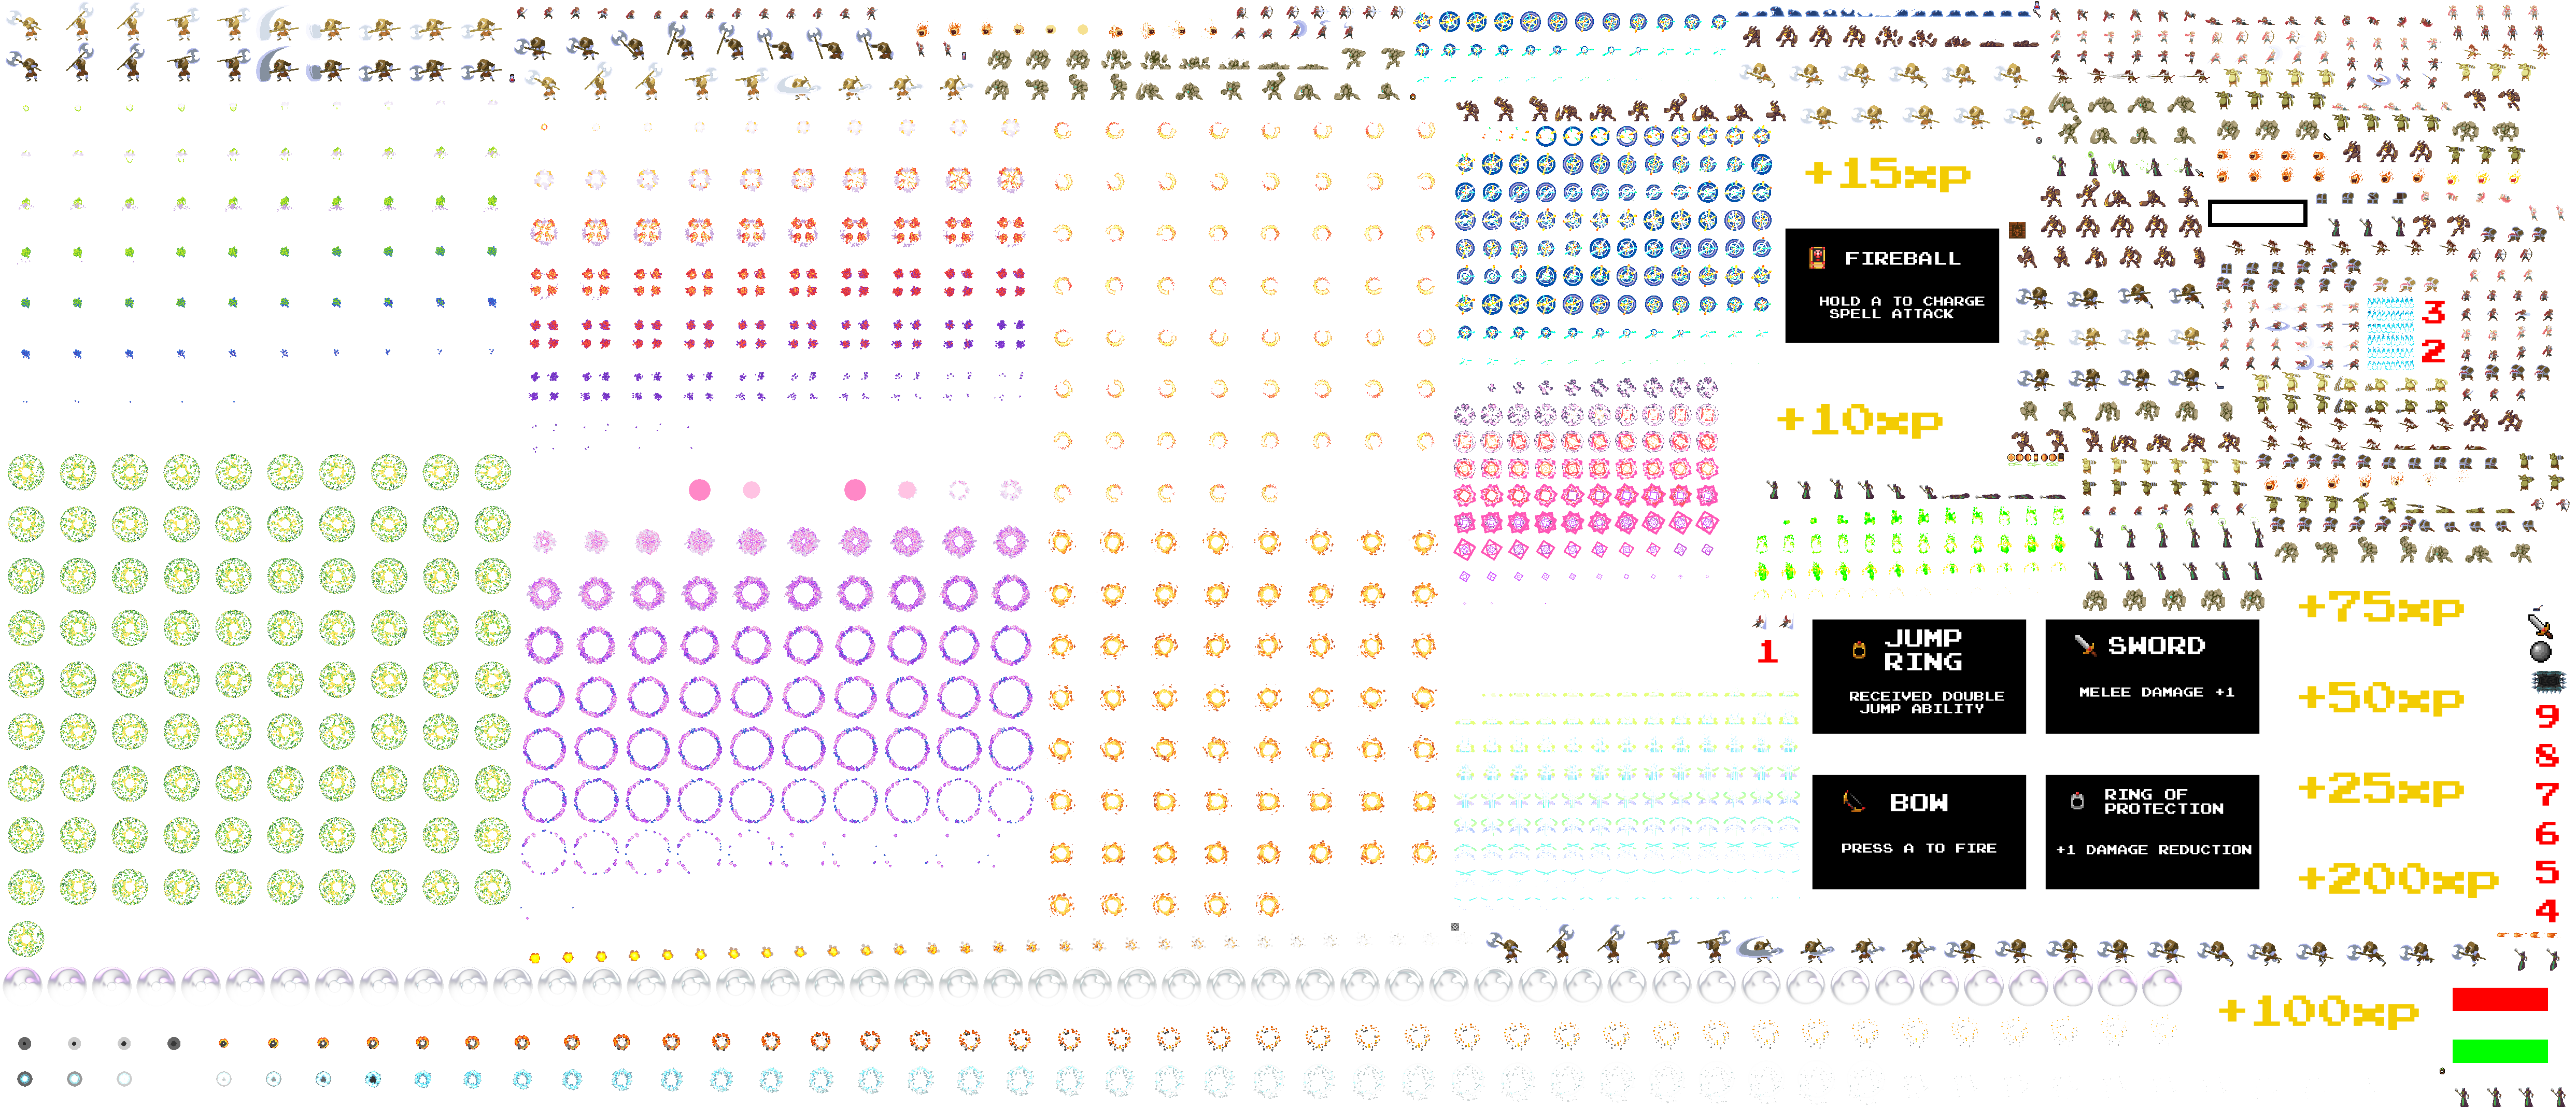 +15xp
FIREBALL
HOLD A TO CHARGE
SPELL ATTACK
3
2
+10xp
+75xp
JUMP
RING
RECEIVED DOUBLE
JUMP ABILITY
SWORD
MELEE DAMAGE +1
1
+50xp
9
8
+25xp
7
BOW
PRESS A TO FIRE
RING OF
PROTECTION
+1 DAMAGE REDUCTION
6
5
+200xp
4
+100xp